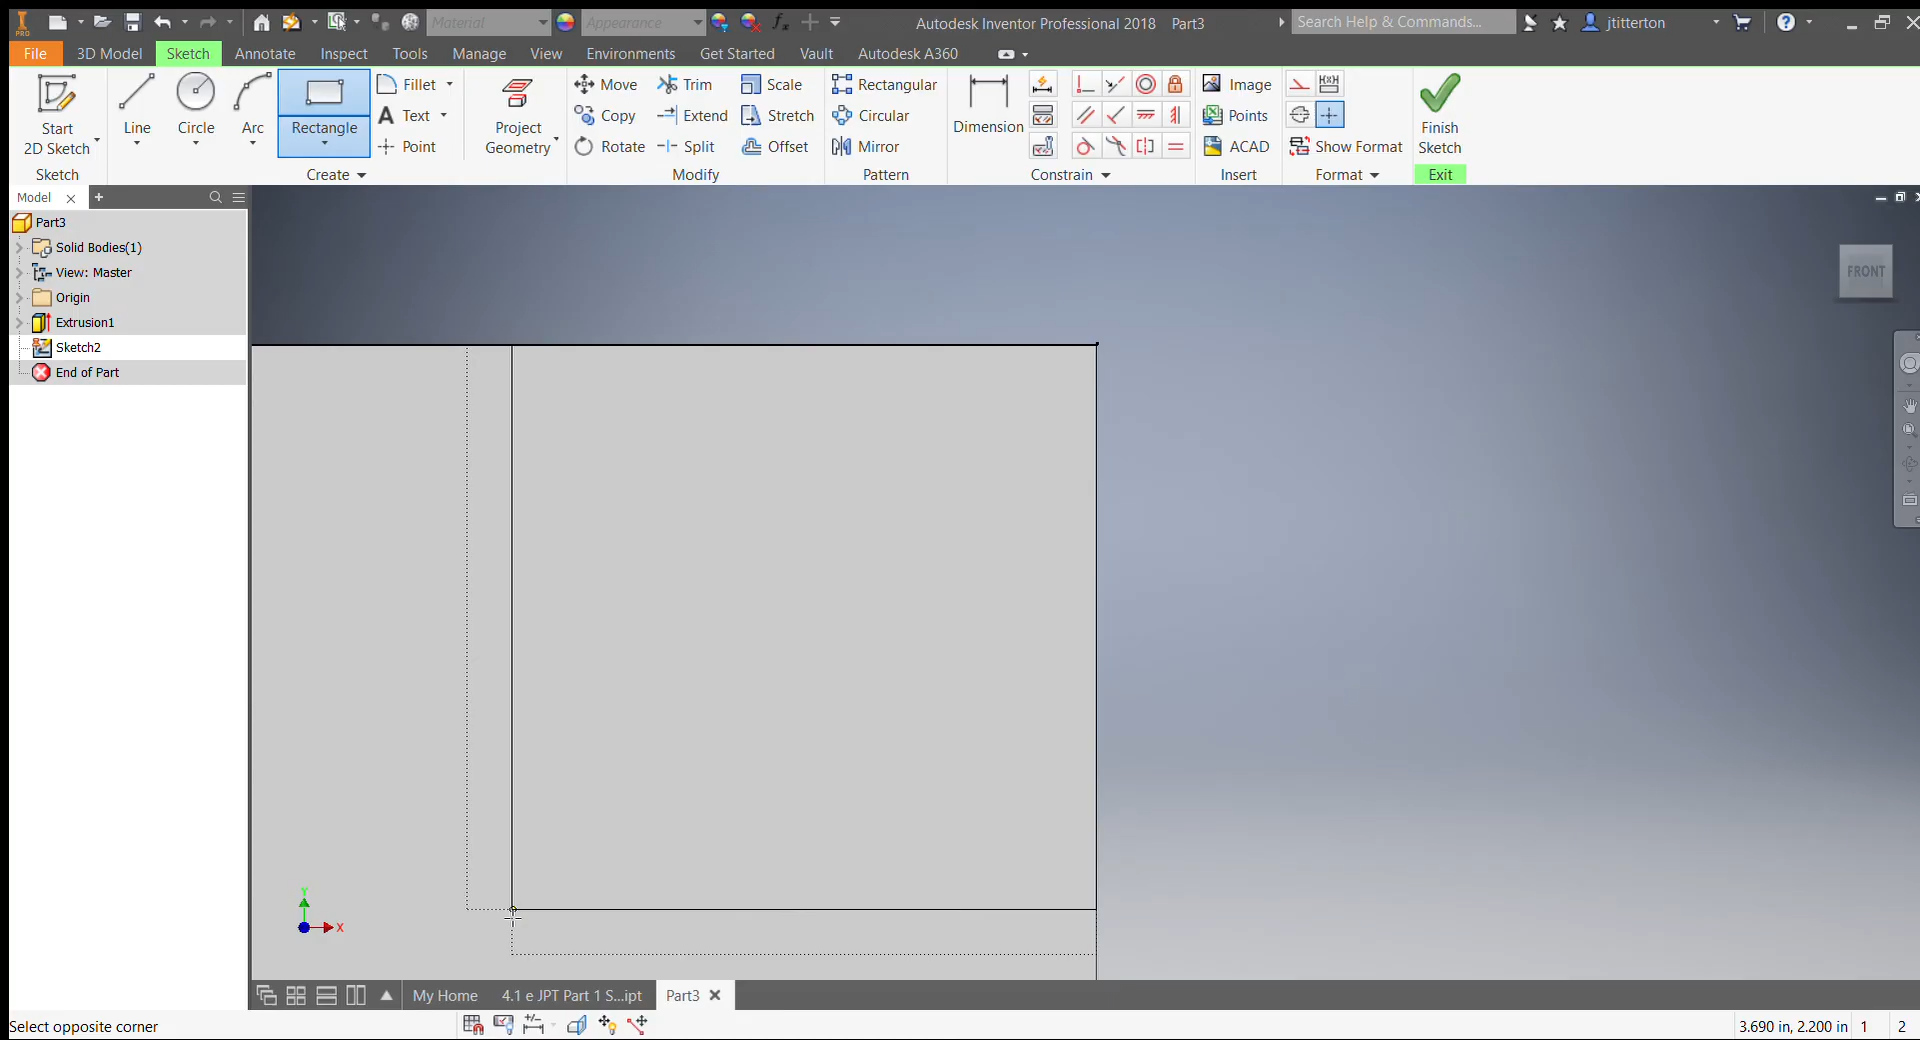 PRO Material Appearance fx Autodesk Inventor Professional 2018 Part3 Search Help & Commands... jtitterton
File 3D Model Sketch Annotate Inspect Tools Manage View Environments Get Started Vault Autodesk A360
Start 2D Sketch
Line
Circle
Arc
Rectangle
Fillet
Text
Point
Project Geometry
Move Trim Scale
Copy Extend Stretch
Rotate Split Offset
Rectangular
Circular
Mirror
Dimension
Image
Points
ACAD
Show Format
Finish Sketch
Sketch Create Modify Pattern Constrain Insert Format Exit
Model
Part3
Solid Bodies(1)
View: Master
Origin
Extrusion1
Sketch2
End of Part
FRONT
Y
X
My Home 4.1 e JPT Part 1 S...ipt Part3
Select opposite corner 3.690 in, 2.200 in 1 2